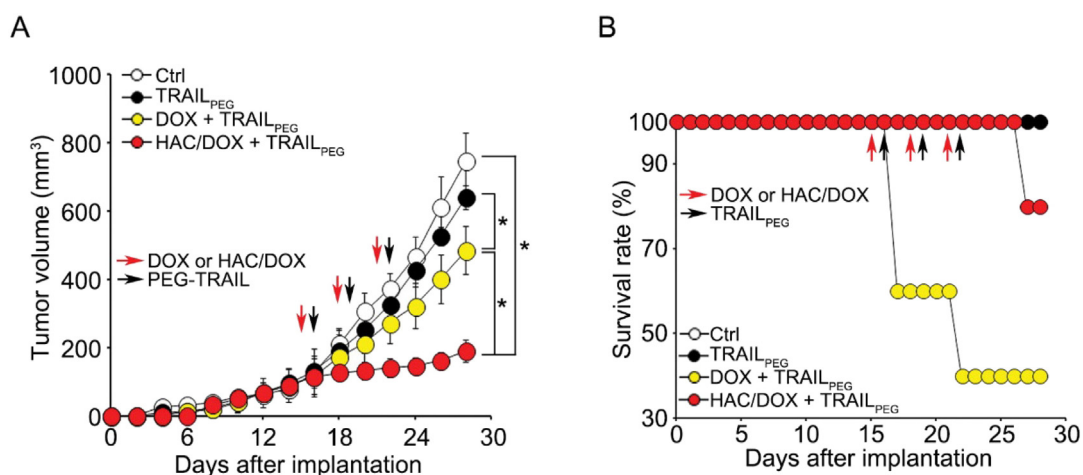 A
Tumor volume (mm³)
1000
800
600
400
200
0
Ctrl
TRAILPEG
DOX + TRAILPEG
HAC/DOX + TRAILPEG
DOX or HAC/DOX
PEG-TRAIL
*
*
*
0 6 12 18 24 30
Days after implantation
B
Survival rate (%)
100
90
70
50
30
DOX or HAC/DOX
TRAILPEG
Ctrl
TRAILPEG
DOX + TRAILPEG
HAC/DOX + TRAILPEG
0 5 10 15 21 25 30
Days after implantation